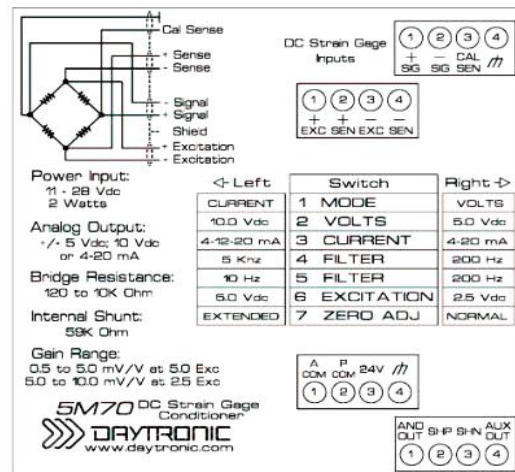 Cal Sense
+ Sense
- Sense
- Signal
+ Signal
Shield
+ Excitation
- Excitation
DC Strain Gage
Inputs
1 2 3 4
+ SIG - SIG CAL SEN
1 2 3 4
+ EXC + SEN - EXC - SEN
Power Input:
11 - 28 Vdc
2 Watts
Analog Output:
+/- 5 Vdc; 10 Vdc
or 4-20 mA
Bridge Resistance:
120 to 10K Ohm
Internal Shunt:
59K Ohm
Gain Range:
0.5 to 5.0 mV/V at 5.0 Exc
5.0 to 10.0 mV/V at 2.5 Exc
Left Switch Right
CURRENT 1 MODE VOLTS
10.0 Vdc 2 VOLTS 5.0 Vdc
4-12-20 mA 3 CURRENT 4-20 mA
5 Khz 4 FILTER 200 Hz
10 Hz 5 FILTER 200 Hz
5.0 Vdc 6 EXCITATION 2.5 Vdc
EXTENDED 7 ZERO ADJ NORMAL
A COM P COM 24V
1 2 3 4
5M70 DC Strain Gage
Conditioner
DAYTRONIC
www.daytronic.com
OUT SHP SHN AUX OUT
1 2 3 4